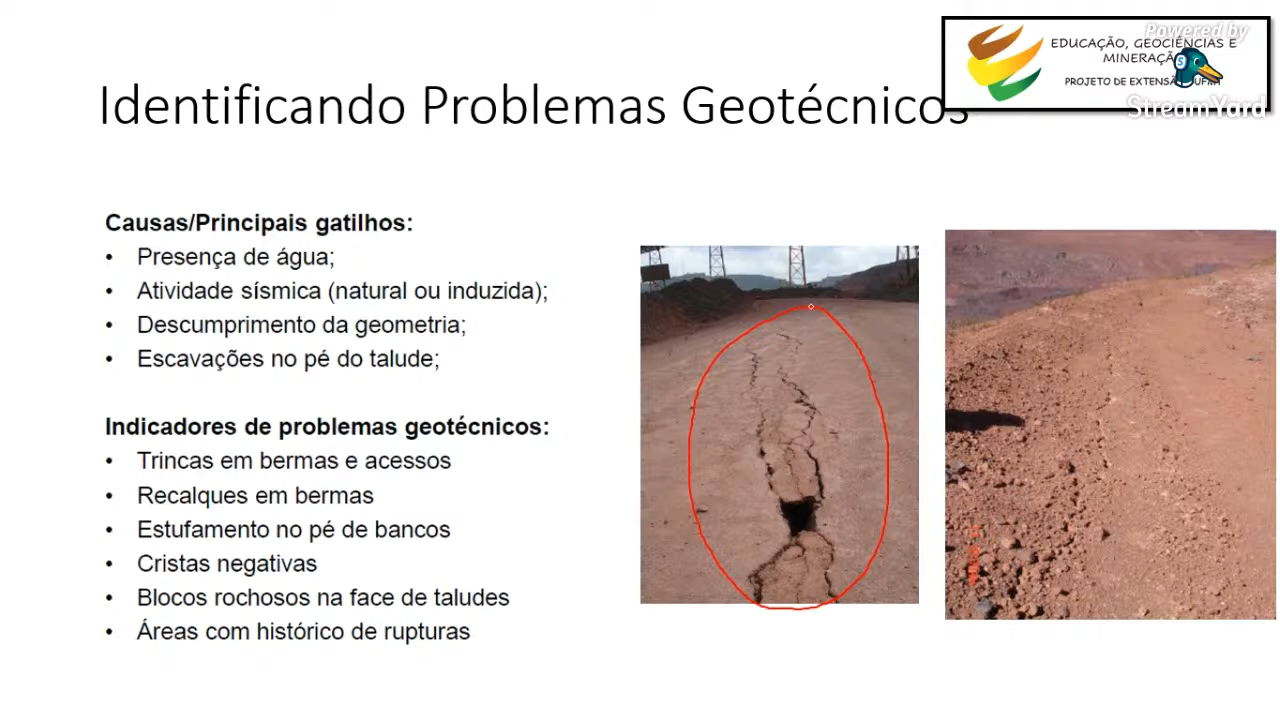 Powered by
EDUCAÇÃO, GEOCIÊNCIAS E
MINERAÇÃO
PROJETO DE EXTENSÃO
StreamYard
Identificando Problemas Geotécnicos
Causas/Principais gatilhos:
• Presença de água;
• Atividade sísmica (natural ou induzida);
• Descumprimento da geometria;
• Escavações no pé do talude;
Indicadores de problemas geotécnicos:
• Trincas em bermas e acessos
• Recalques em bermas
• Estufamento no pé de bancos
• Cristas negativas
• Blocos rochosos na face de taludes
• Áreas com histórico de rupturas